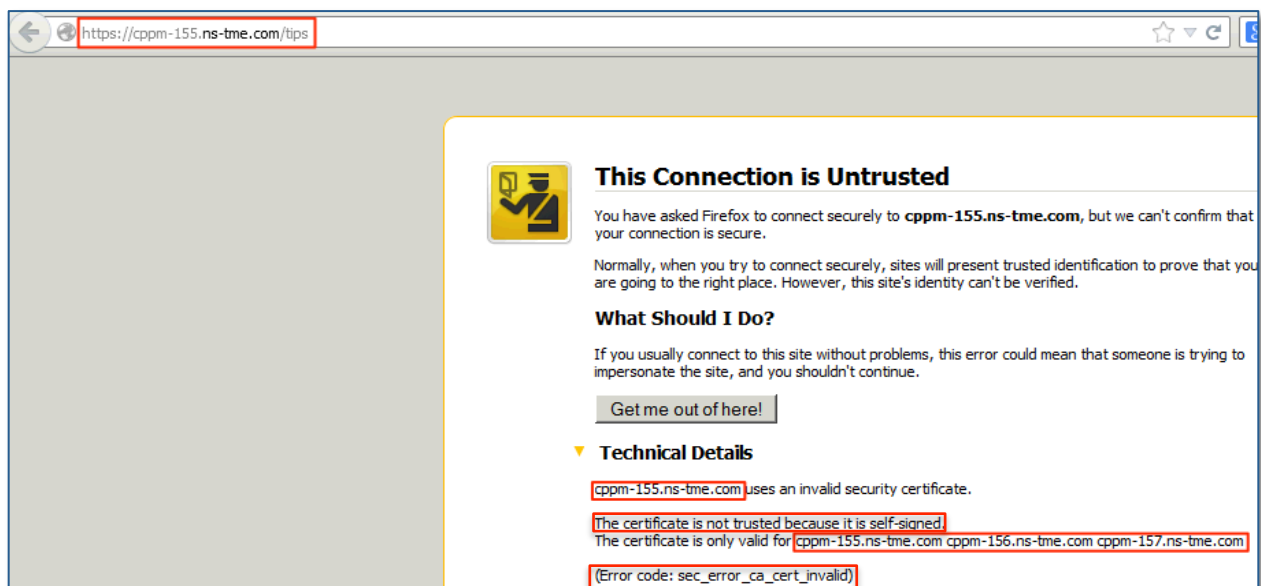 https://cppm-155.ns-tme.com/tips
This Connection is Untrusted
You have asked Firefox to connect securely to cppm-155.ns-tme.com, but we can't confirm that
your connection is secure.
Normally, when you try to connect securely, sites will present trusted identification to prove that you
are going to the right place. However, this site's identity can't be verified.
What Should I Do?
If you usually connect to this site without problems, this error could mean that someone is trying to
impersonate the site, and you shouldn't continue.
Get me out of here!
Technical Details
cppm-155.ns-tme.com uses an invalid security certificate.
The certificate is not trusted because it is self-signed.
The certificate is only valid for cppm-155.ns-tme.com cppm-156.ns-tme.com cppm-157.ns-tme.com
(Error code: sec_error_ca_cert_invalid)